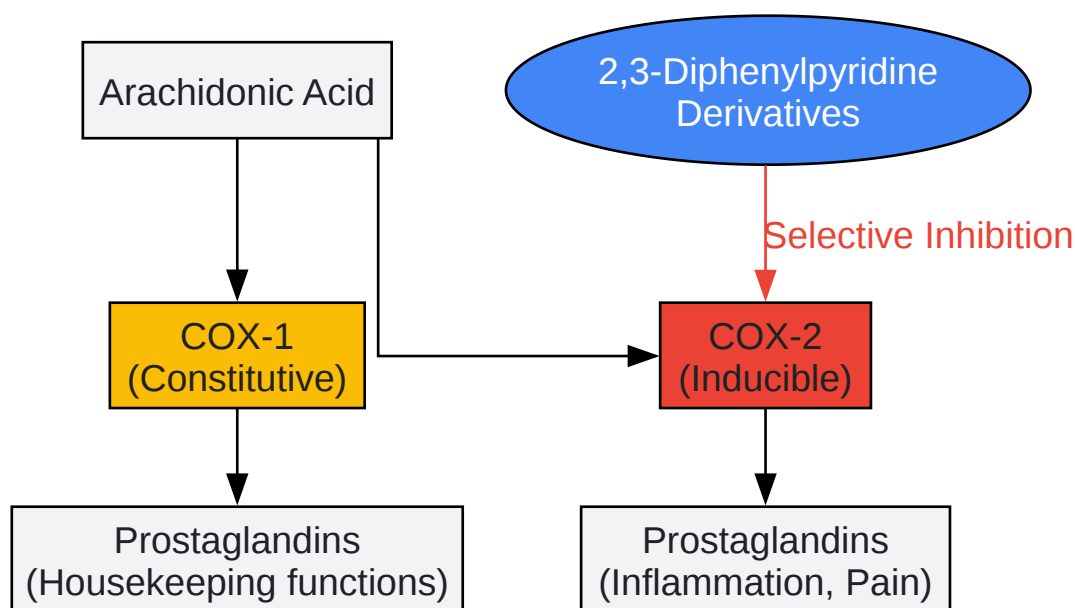 Arachidonic Acid
2,3-Diphenylpyridine
Derivatives
Selective Inhibition
COX-1
(Constitutive)
COX-2
(Inducible)
Prostaglandins
(Housekeeping functions)
Prostaglandins
(Inflammation, Pain)